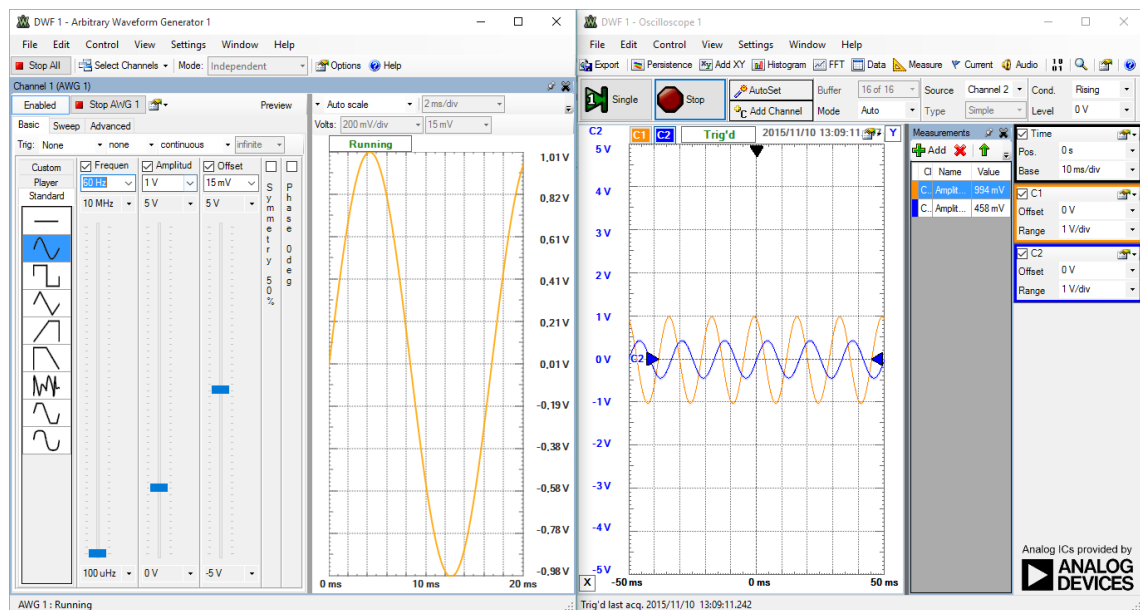 DWF 1 - Arbitrary Waveform Generator 1
File Edit Control View Settings Window Help
Stop All Select Channels Mode: Independent Options Help
Channel 1 (AWG 1)
Enabled Stop AWG 1 Preview
Basic Sweep Advanced
Trig: None none continuous infinite
Custom
Player
Standard
Frequen Amplitud Offset
60 Hz 1 V 15 mV
10 MHz 5 V 5 V
Symmetry 50%
Phase 0 deg
100 uHz 0 V -5 V
Auto scale 2 ms/div
Volts: 200 mV/div 15 mV
Running
1,01 V
0,82 V
0,61 V
0,41 V
0,21 V
0,01 V
-0,19 V
-0,38 V
-0,58 V
-0,78 V
-0,98 V
0 ms 10 ms 20 ms
AWG 1 : Running
DWF 1 - Oscilloscope 1
File Edit Control View Settings Window Help
Export Persistence Add XY Histogram FFT Data Measure Current Audio
Single Stop AutoSet Add Channel
Buffer 16 of 16 Source Channel 2 Cond. Rising
Mode Auto Type Simple Level 0 V
C2 C1 C2 Trig'd 2015/11/10 13:09:11 Y
5 V
4 V
3 V
2 V
1 V
0 V
C2
-1 V
-2 V
-3 V
-4 V
-5 V
X -50 ms 0 ms 50 ms
Measurements
Add
Cl Name Value
C.. Amplit... 994 mV
C.. Amplit... 458 mV
Time
Pos. 0 s
Base 10 ms/div
C1
Offset 0 V
Range 1 V/div
C2
Offset 0 V
Range 1 V/div
Analog ICs provided by
ANALOG
DEVICES
Trig'd last acq. 2015/11/10 13:09:11.242